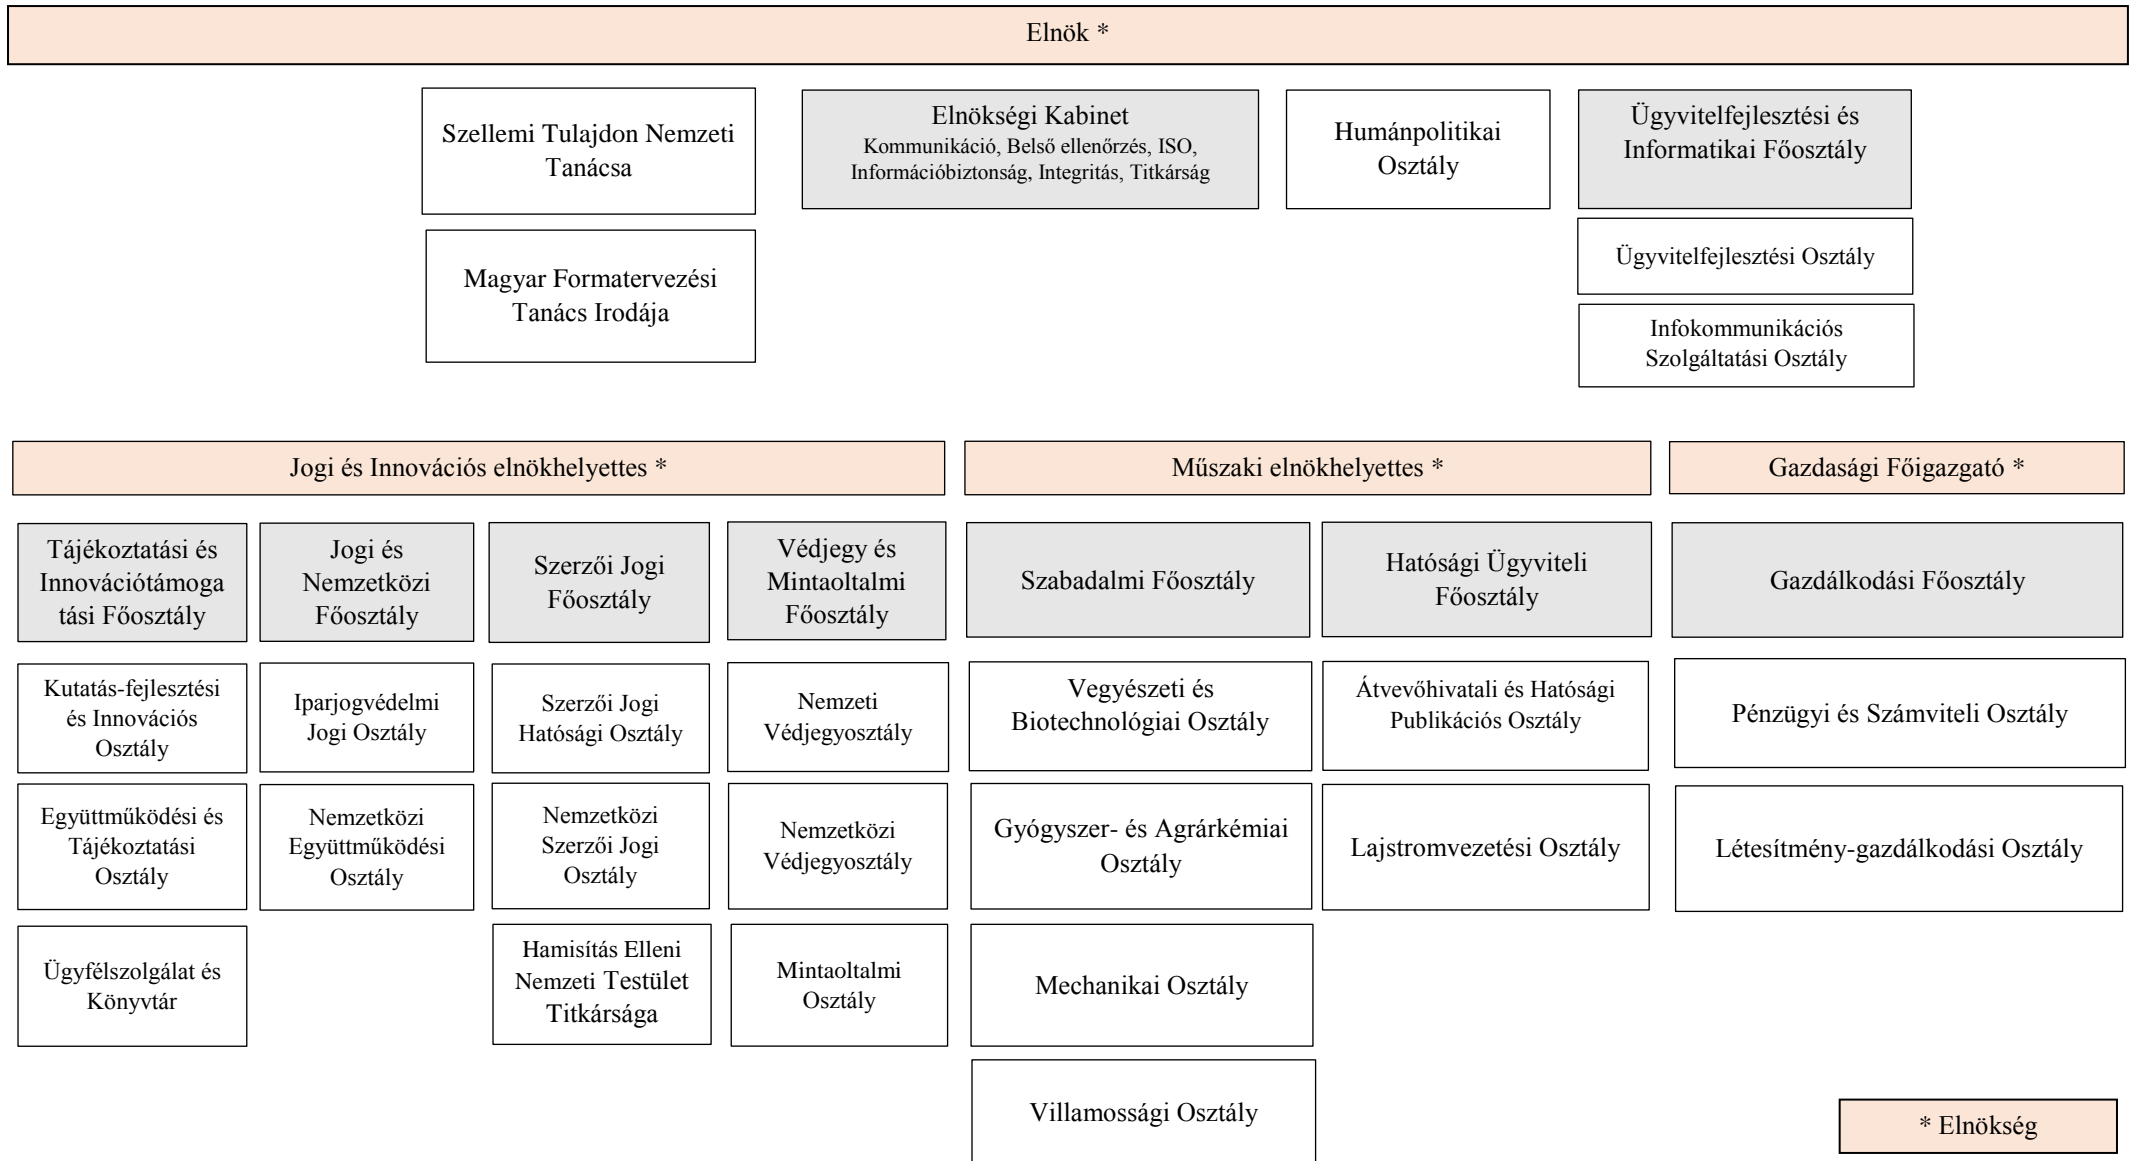 Elnök *
Szellemi Tulajdon Nemzeti
Tanácsa
Magyar Formatervezési
Tanács Irodája
Elnökségi Kabinet
Kommunikáció, Belső ellenőrzés, ISO,
Információbiztonság, Integritás, Titkárság
Humánpolitikai
Osztály
Ügyvitelfejlesztési és
Informatikai Főosztály
Ügyvitelfejlesztési Osztály
Infokommunikációs
Szolgáltatási Osztály
Jogi és Innovációs elnökhelyettes *
Tájékoztatási és
Innovációtámoga
tási Főosztály
Kutatás-fejlesztési
és Innovációs
Osztály
Együttműködési és
Tájékoztatási
Osztály
Ügyfélszolgálat és
Könyvtár
Jogi és
Nemzetközi
Főosztály
Iparjogvédelmi
Jogi Osztály
Nemzetközi
Együttműködési
Osztály
Szerzői Jogi
Főosztály
Szerzői Jogi
Hatósági Osztály
Nemzetközi
Szerzői Jogi
Osztály
Hamisítás Elleni
Nemzeti Testület
Titkársága
Védjegy és
Mintaoltalmi
Főosztály
Nemzeti
Védjegyosztály
Nemzetközi
Védjegyosztály
Mintaoltalmi
Osztály
Műszaki elnökhelyettes *
Szabadalmi Főosztály
Vegyészeti és
Biotechnológiai Osztály
Gyógyszer- és Agrárkémiai
Osztály
Mechanikai Osztály
Villamossági Osztály
Hatósági Ügyviteli
Főosztály
Átvevőhivatali és Hatósági
Publikációs Osztály
Lajstromvezetési Osztály
Gazdasági Főigazgató *
Gazdálkodási Főosztály
Pénzügyi és Számviteli Osztály
Létesítmény-gazdálkodási Osztály
* Elnökség